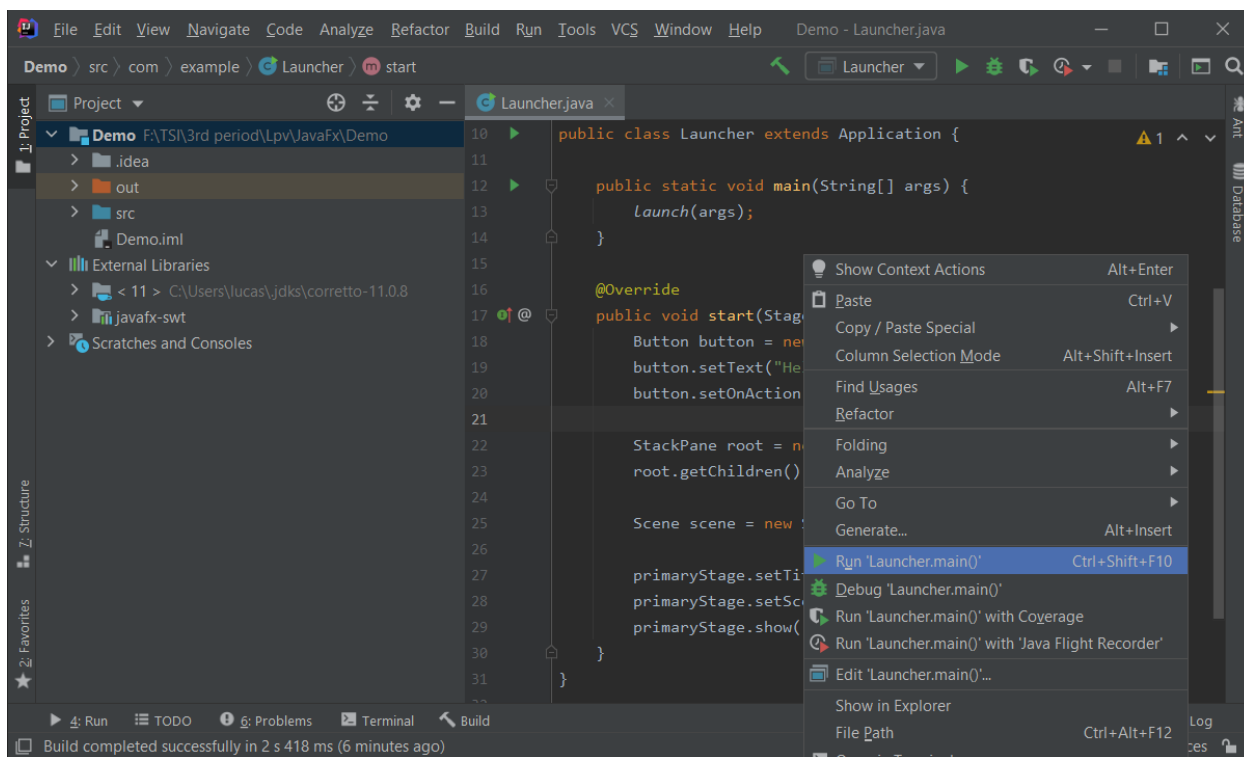 File Edit View Navigate Code Analyze Refactor Build Run Tools VCS Window Help Demo - Launcher.java
Demo src com example Launcher start
Launcher
1: Project
Project
Demo F:\TSI\3rd period\Lpv\JavaFx\Demo
.idea
out
src
Demo.iml
External Libraries
< 11 > C:\Users\lucas\.jdks\corretto-11.0.8
javafx-swt
Scratches and Consoles
7: Structure
2: Favorites
Launcher.java
1
10 public class Launcher extends Application {
11
12 public static void main(String[] args) {
13 launch(args);
14 }
15
16 @Override
17 @ public void start(Stag
18 Button button = ne
19 button.setText("He
20 button.setOnAction
21
22 StackPane root = n
23 root.getChildren()
24
25 Scene scene = new
26
27 primaryStage.setTi
28 primaryStage.setSc
29 primaryStage.show(
30 }
31 }
Show Context Actions Alt+Enter
Paste Ctrl+V
Copy / Paste Special
Column Selection Mode Alt+Shift+Insert
Find Usages Alt+F7
Refactor
Folding
Analyze
Go To
Generate... Alt+Insert
Run 'Launcher.main()' Ctrl+Shift+F10
Debug 'Launcher.main()'
Run 'Launcher.main()' with Coverage
Run 'Launcher.main()' with 'Java Flight Recorder'
Edit 'Launcher.main()'...
Show in Explorer
File Path Ctrl+Alt+F12
Ant
Database
4: Run TODO 6: Problems Terminal Build Log
Build completed successfully in 2 s 418 ms (6 minutes ago) ces